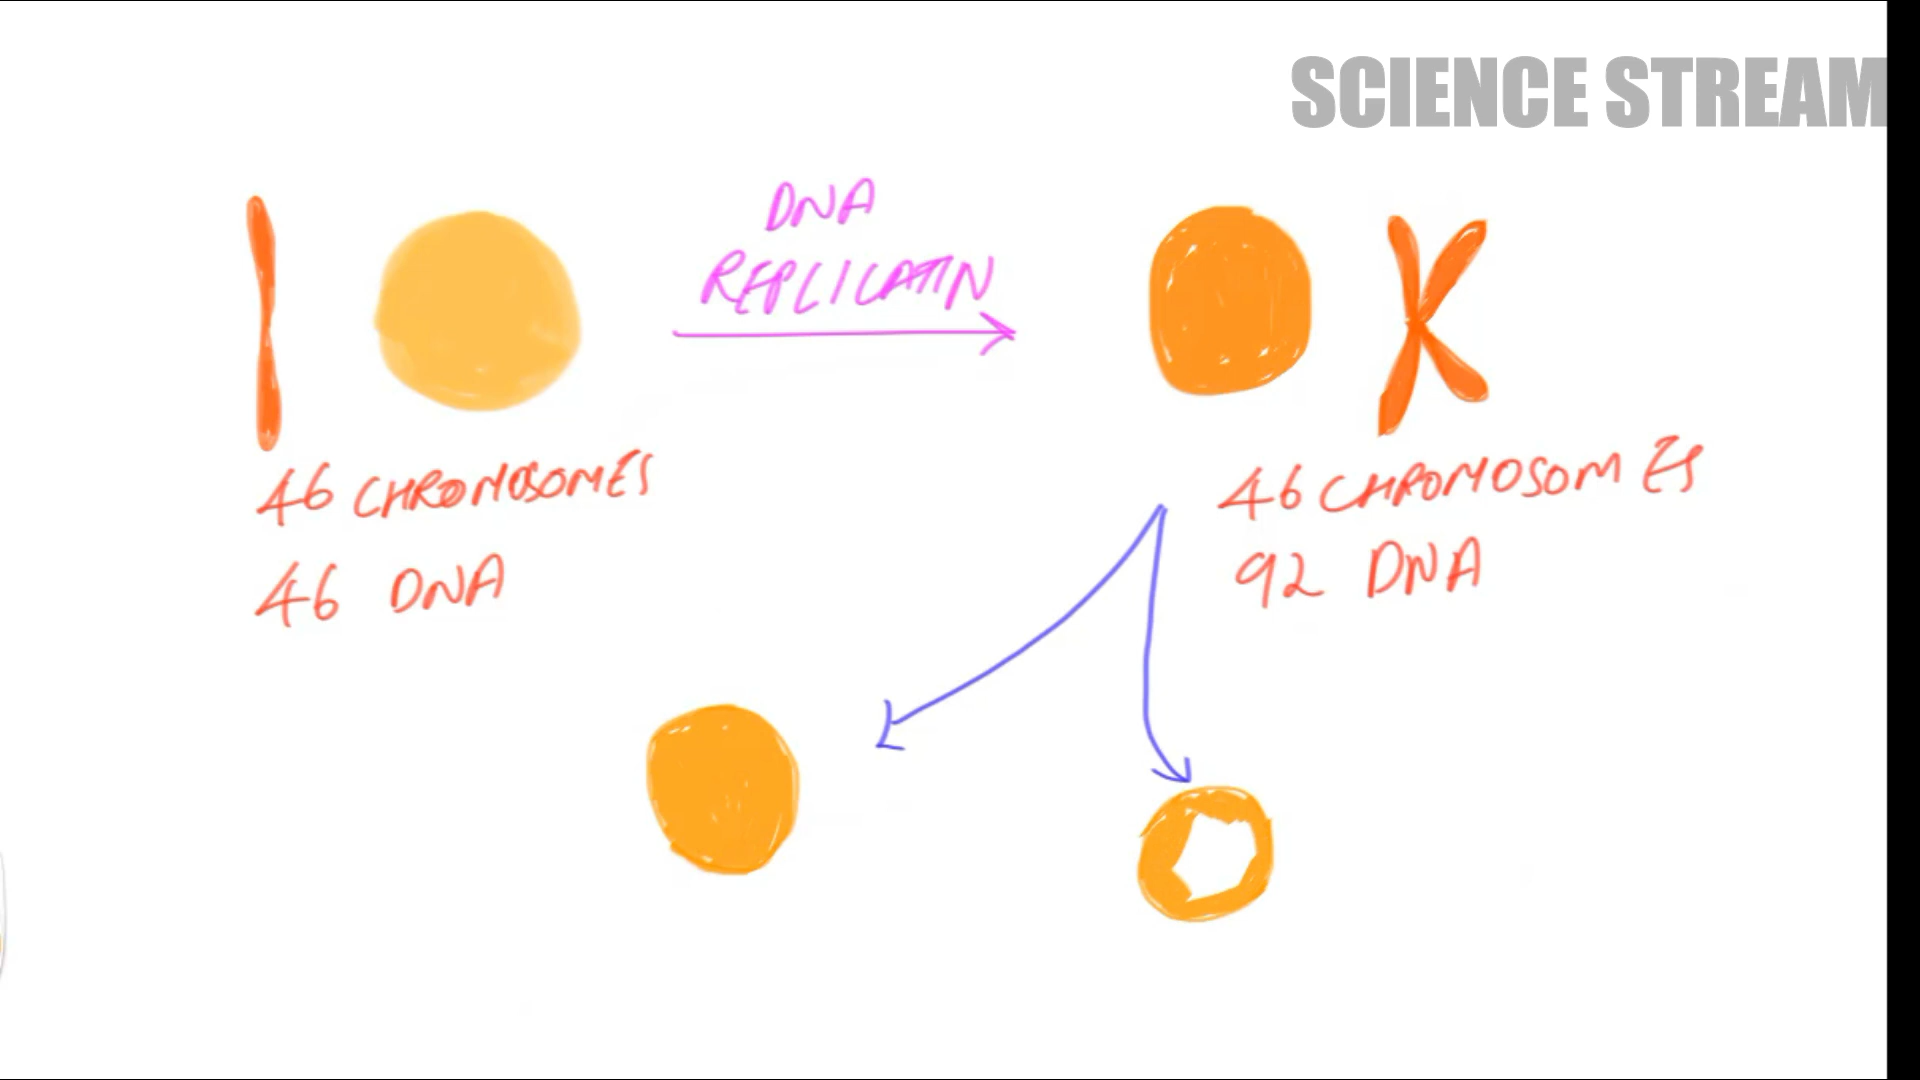 SCIENCE STREAM
DNA
REPLICATIN
46 CHROMOSOMES
46 DNA
46 CHROMOSOMES
92 DNA